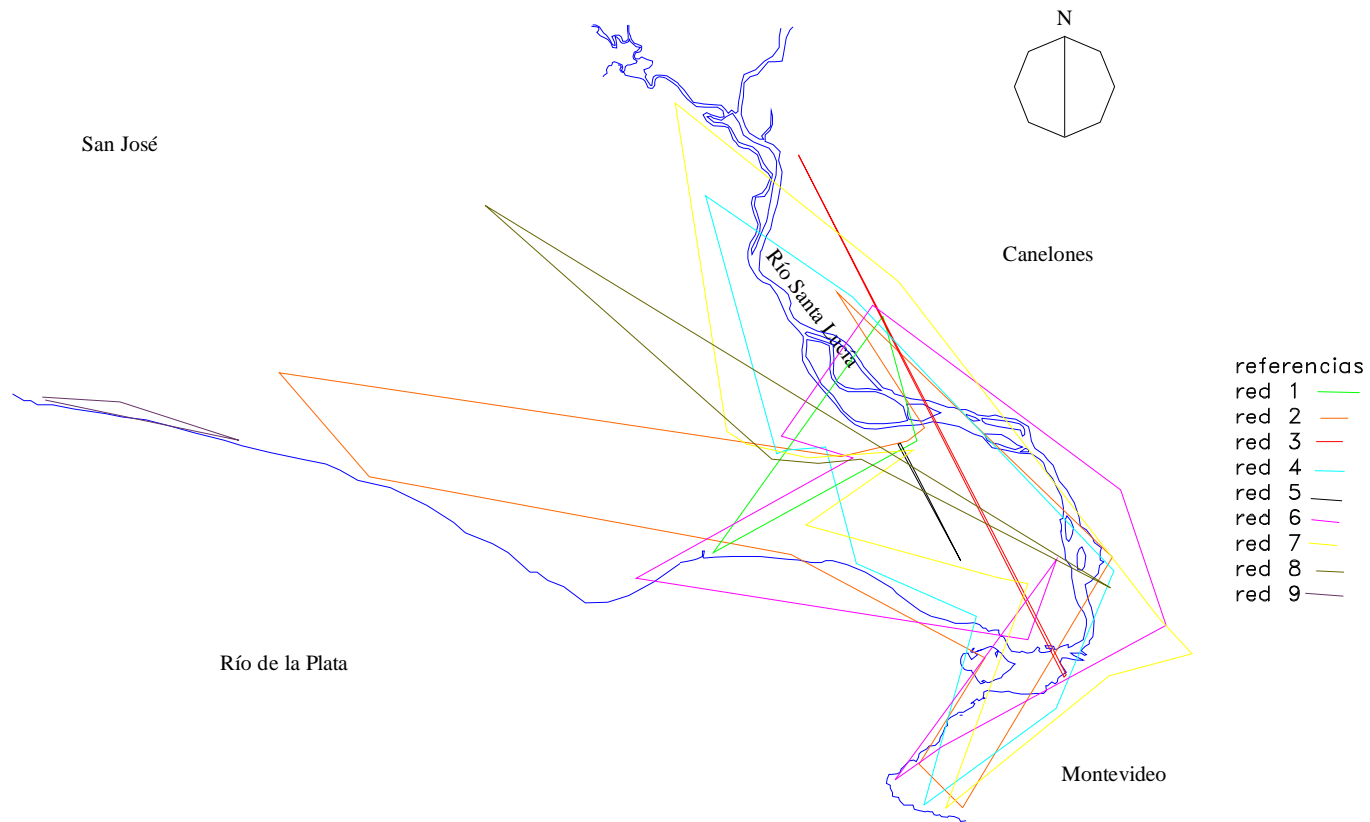 N
San José
Canelones
Río Santa Lucía
referencias
red 1
red 2
red 3
red 4
red 5
red 6
red 7
red 8
red 9
Río de la Plata
Montevideo